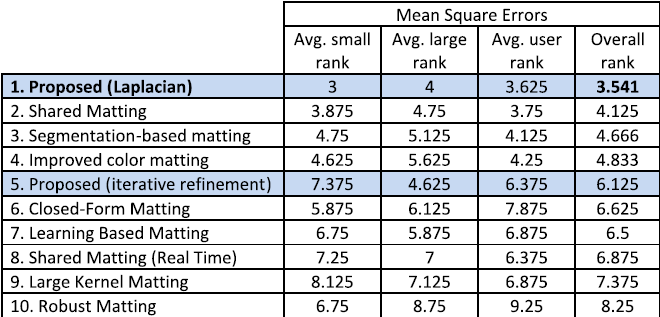 Mean Square Errors
Avg. small rank Avg. large rank Avg. user rank Overall rank
1. Proposed (Laplacian) 3 4 3.625 3.541
2. Shared Matting 3.875 4.75 3.75 4.125
3. Segmentation-based matting 4.75 5.125 4.125 4.666
4. Improved color matting 4.625 5.625 4.25 4.833
5. Proposed (iterative refinement) 7.375 4.625 6.375 6.125
6. Closed-Form Matting 5.875 6.125 7.875 6.625
7. Learning Based Matting 6.75 5.875 6.875 6.5
8. Shared Matting (Real Time) 7.25 7 6.375 6.875
9. Large Kernel Matting 8.125 7.125 6.875 7.375
10. Robust Matting 6.75 8.75 9.25 8.25